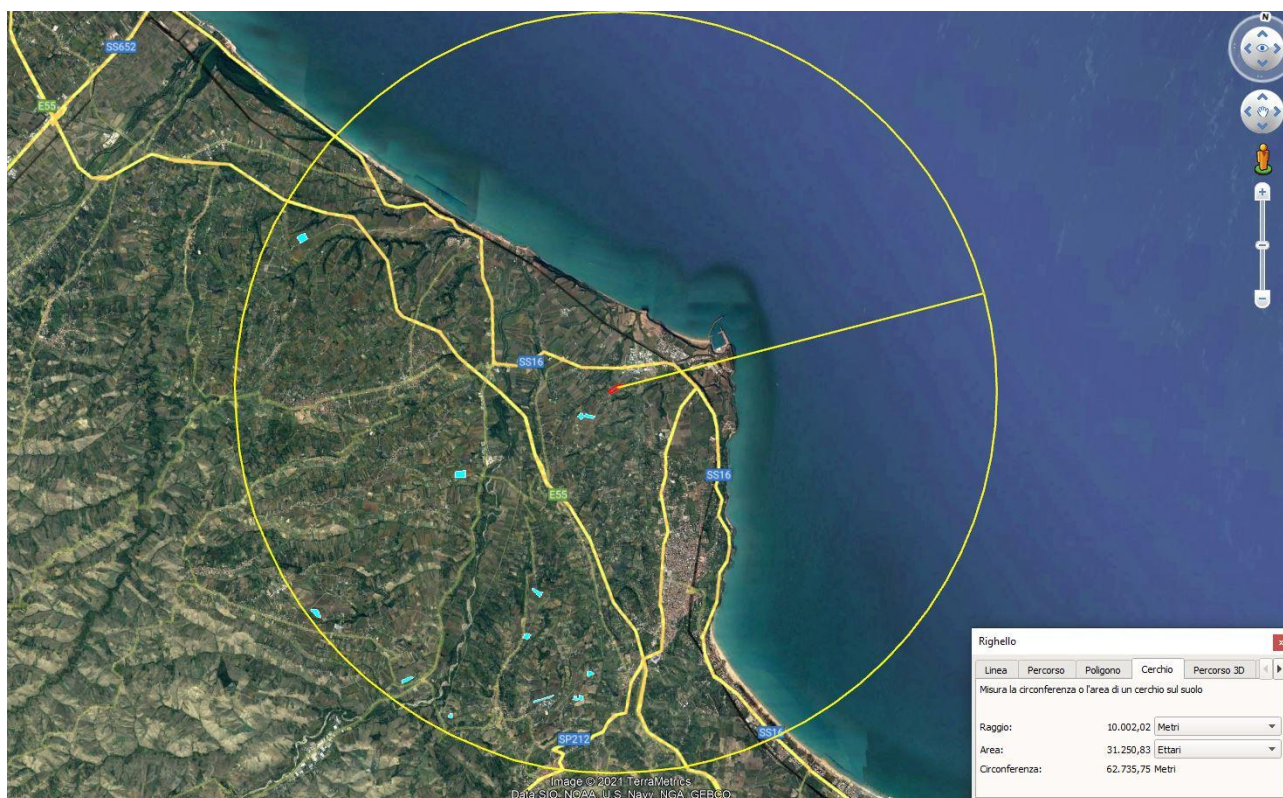 N
SS652
E55
SS16
SS16
E55
SP212
SS16
Image © 2021 TerraMetrics
Data SIO, NOAA, U.S. Navy, NGA, GEBCO
Righello
Linea Percorso Poligono Cerchio Percorso 3D
Misura la circonferenza o l'area di un cerchio sul suolo
Raggio: 10.002,02 Metri
Area: 31.250,83 Ettari
Circonferenza: 62.735,75 Metri